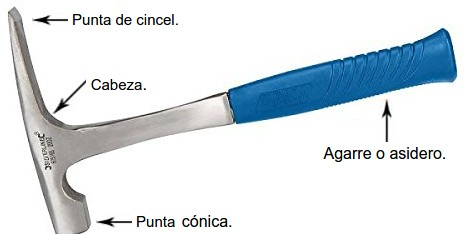 Punta de cincel.
Cabeza.
Agarre o asidero.
Punta cónica.